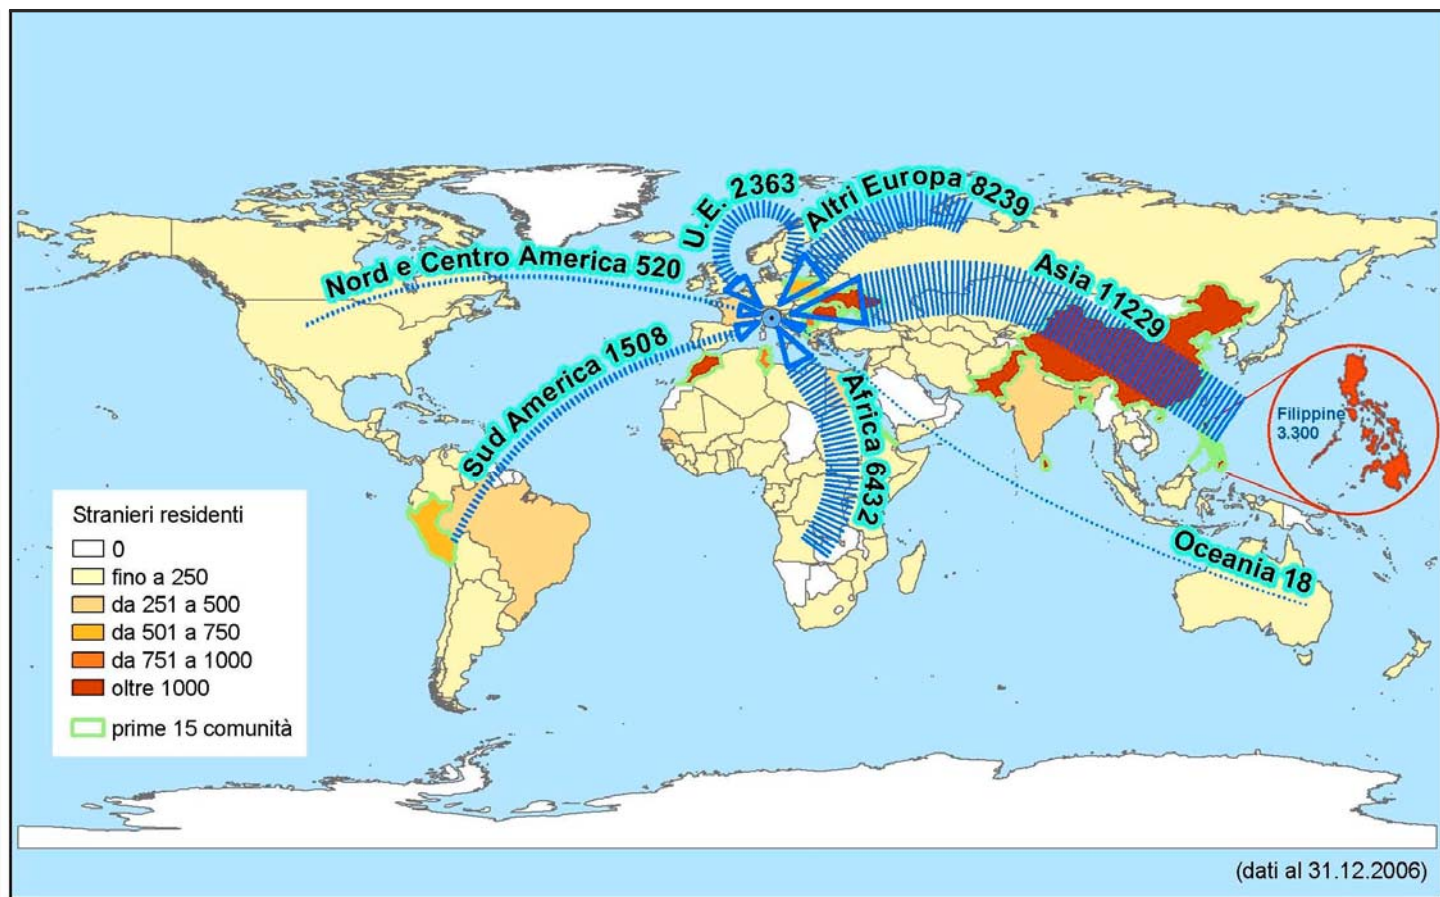 U.E. 2363
Altri Europa 8239
Nord e Centro America 520
Asia 11229
Sud America 1508
Africa 6432
Filippine
3.300
Oceania 18
Stranieri residenti
0
fino a 250
da 251 a 500
da 501 a 750
da 751 a 1000
oltre 1000
prime 15 comunità
(dati al 31.12.2006)